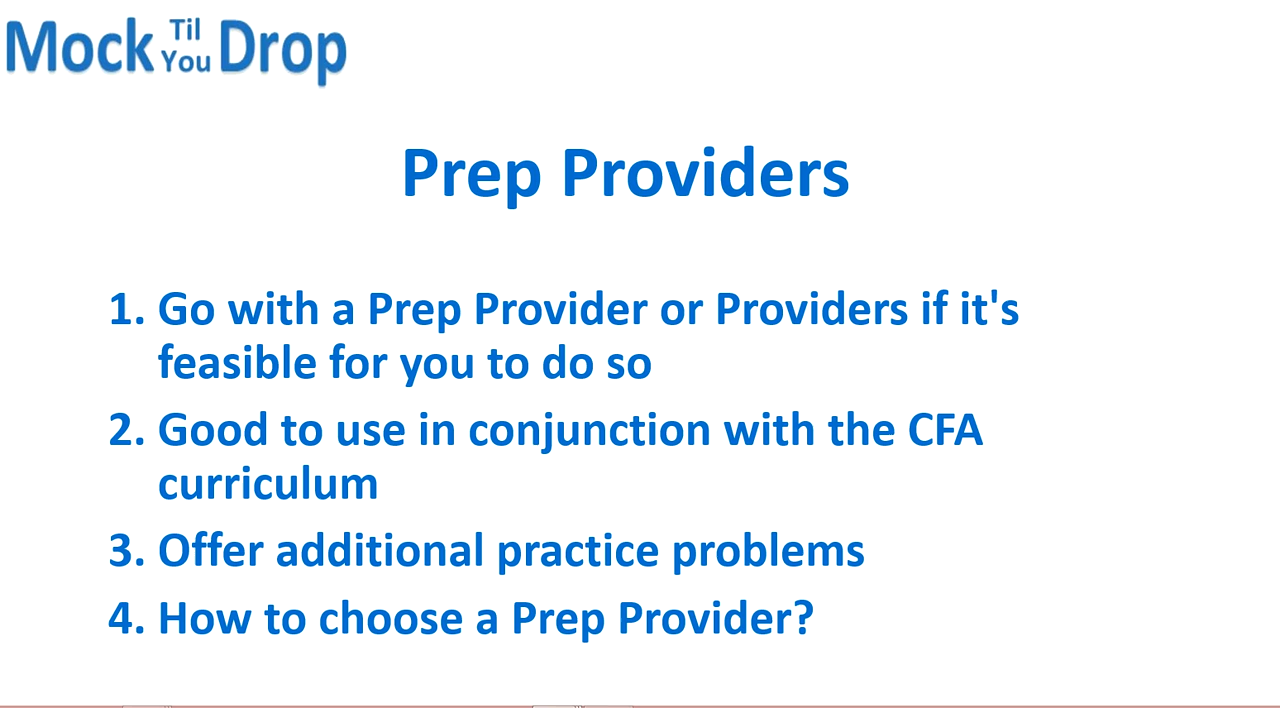 Mock Til You Drop
Prep Providers
1. Go with a Prep Provider or Providers if it's
feasible for you to do so
2. Good to use in conjunction with the CFA
curriculum
3. Offer additional practice problems
4. How to choose a Prep Provider?